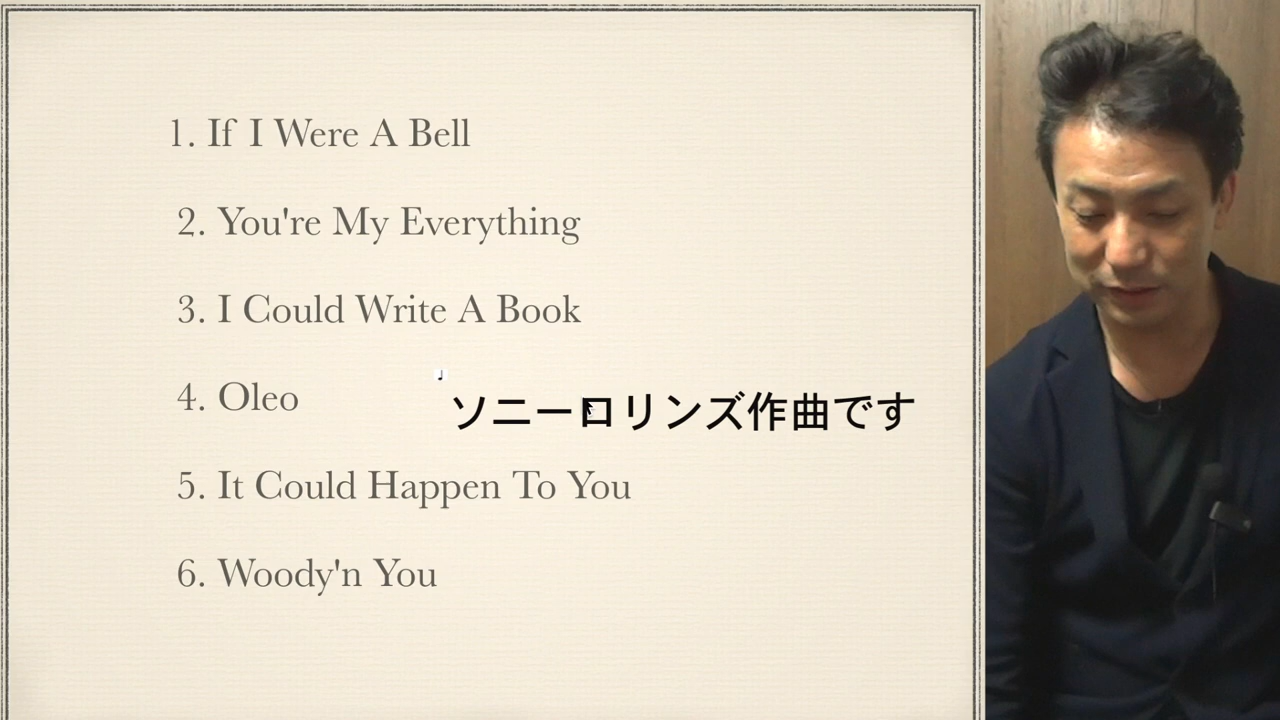 1. If I Were A Bell
2. You're My Everything
3. I Could Write A Book
4. Oleo
ソニーロリンズ作曲です
5. It Could Happen To You
6. Woody'n You